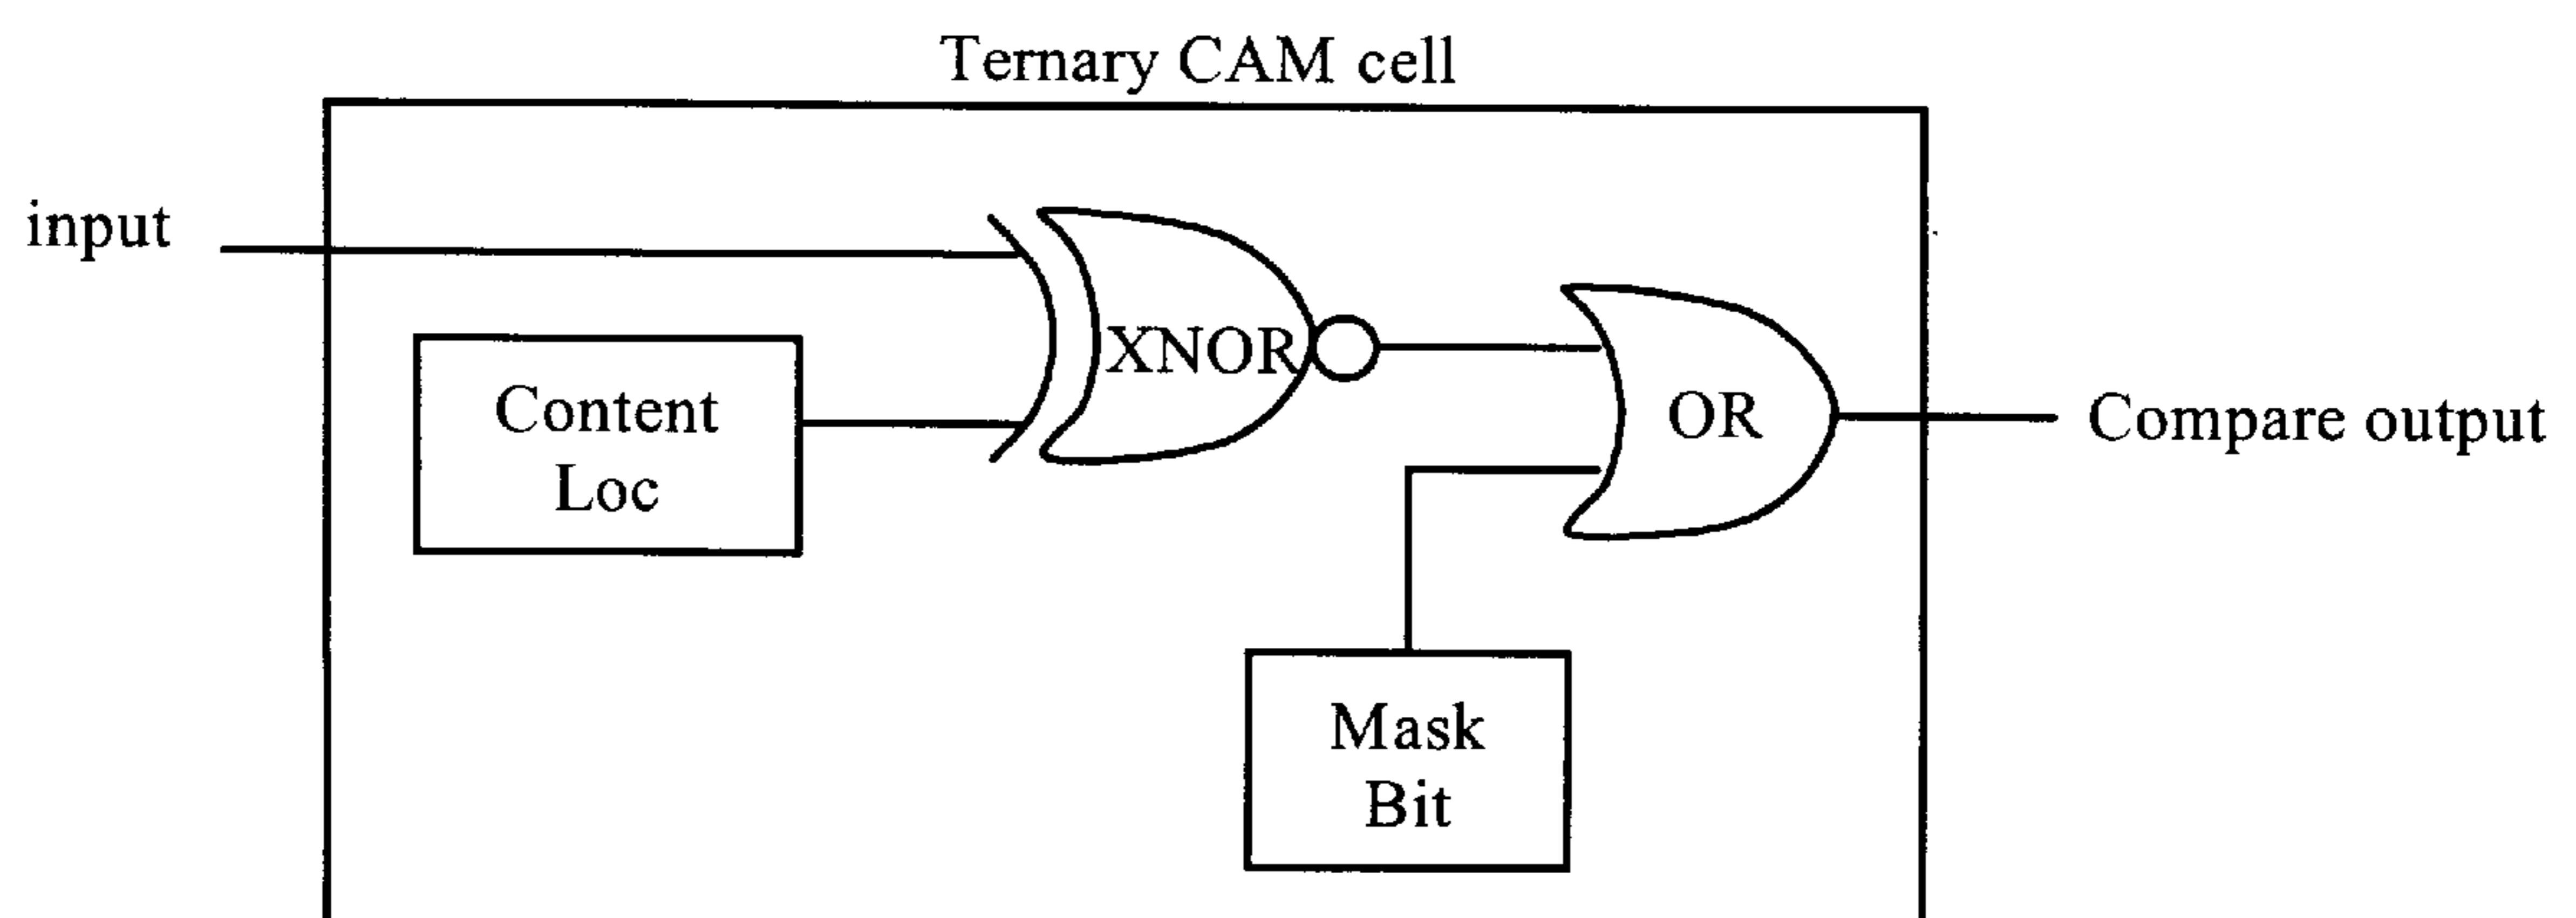 Ternary CAM cell
input
XNOR
Content
Loc
OR
Compare output
Mask
Bit